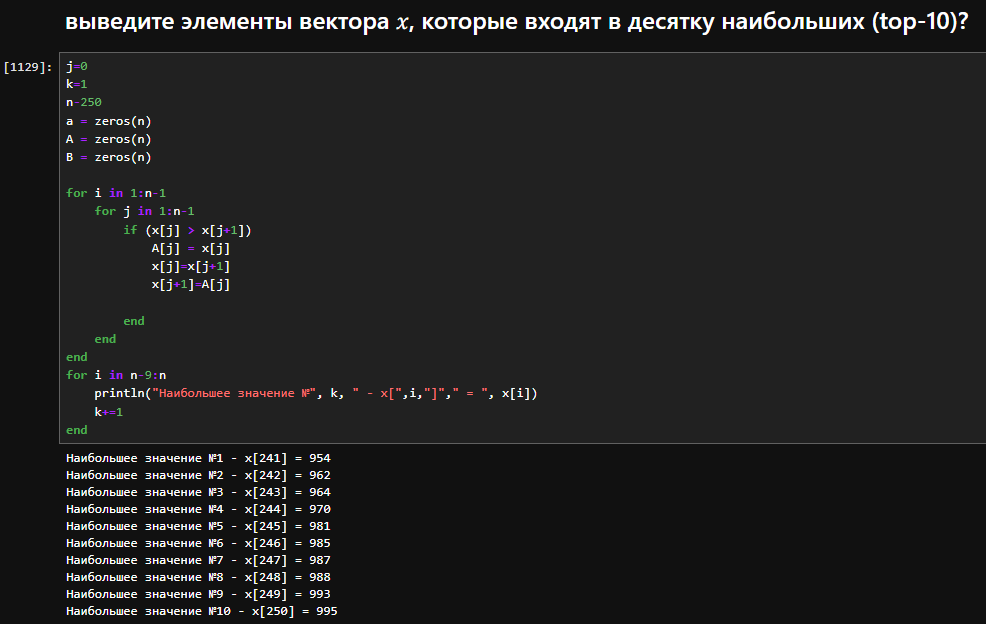 выведите элементы вектора x, которые входят в десятку наибольших (top-10)?
[1129]:
j=0
k=1
n=250
a = zeros(n)
A = zeros(n)
B = zeros(n)
for i in 1:n-1
for j in 1:n-1
if (x[j] > x[j+1])
A[j] = x[j]
x[j]=x[j+1]
x[j+1]=A[j]
end
end
end
for i in n-9:n
println("Наибольшее значение №", k, " - x[",i,"]"," = ", x[i])
k+=1
end
Наибольшее значение №1 - x[241] = 954
Наибольшее значение №2 - x[242] = 962
Наибольшее значение №3 - x[243] = 964
Наибольшее значение №4 - x[244] = 970
Наибольшее значение №5 - x[245] = 981
Наибольшее значение №6 - x[246] = 985
Наибольшее значение №7 - x[247] = 987
Наибольшее значение №8 - x[248] = 988
Наибольшее значение №9 - x[249] = 993
Наибольшее значение №10 - x[250] = 995